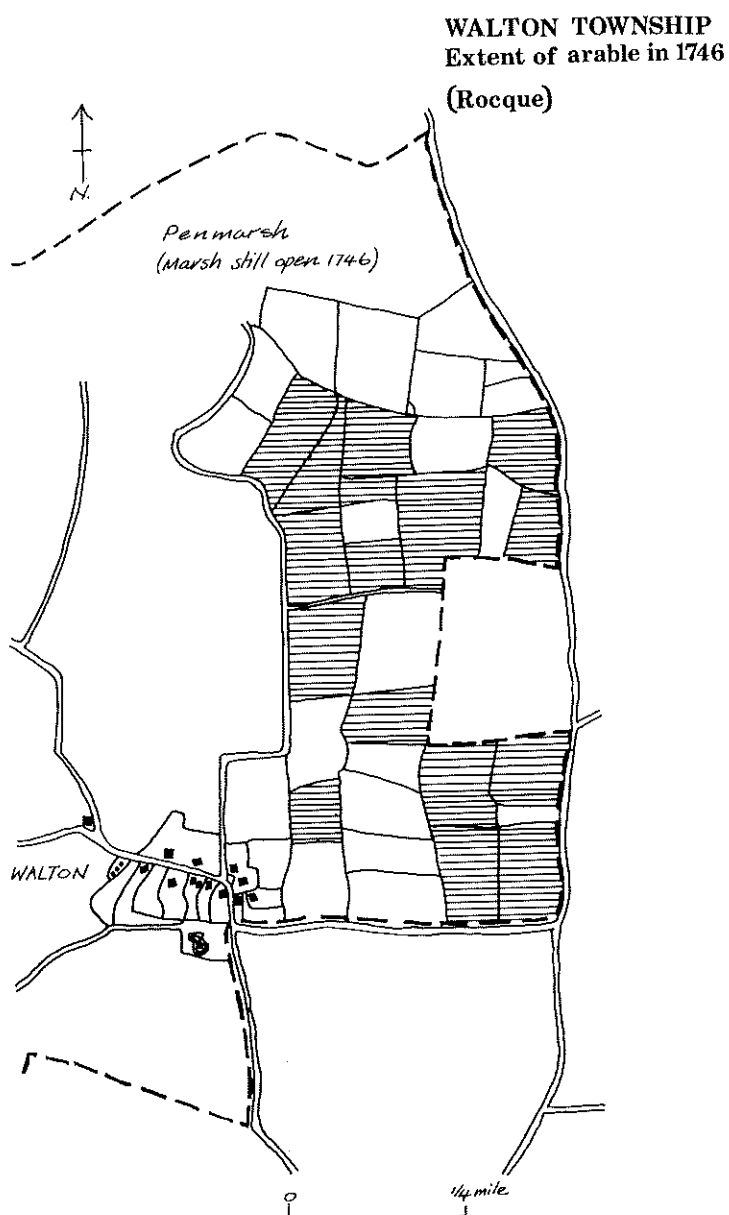 WALTON TOWNSHIP
Extent of arable in 1746
(Rocque)
N.
Penmarsh
(Marsh still open 1746)
WALTON
0
1/4 mile